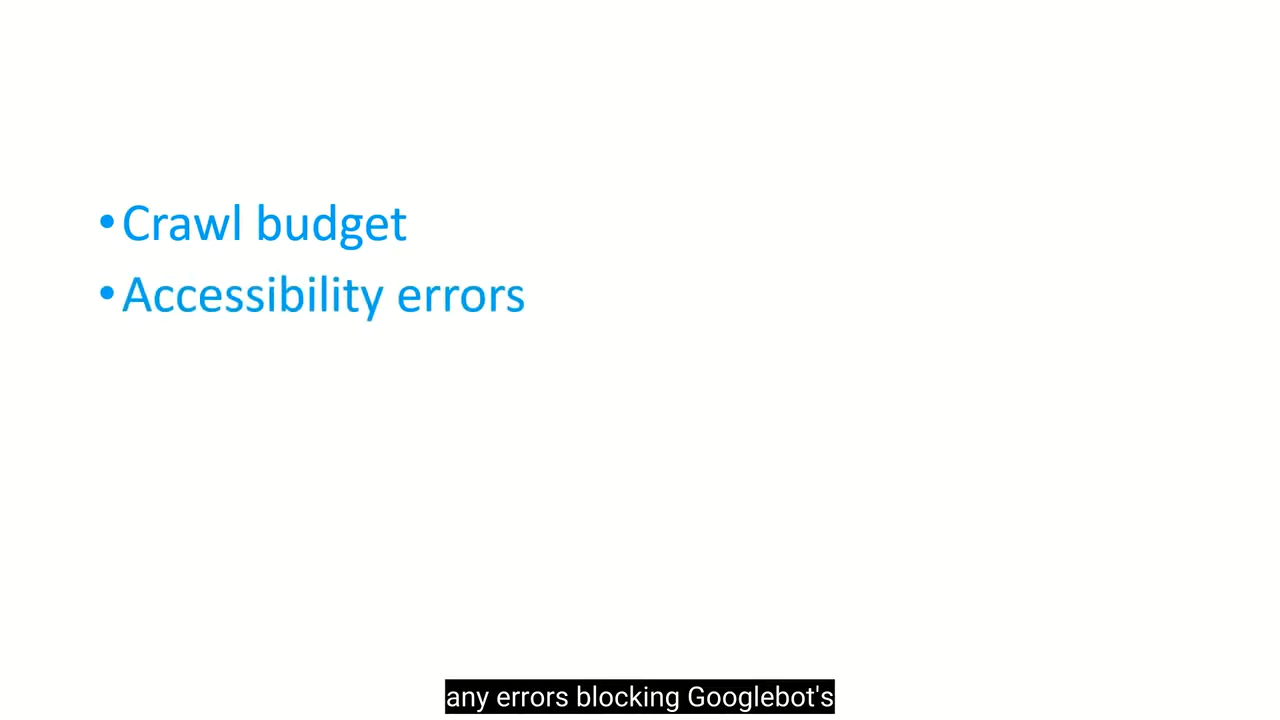 •Crawl budget
•Accessibility errors
any errors blocking Googlebot's